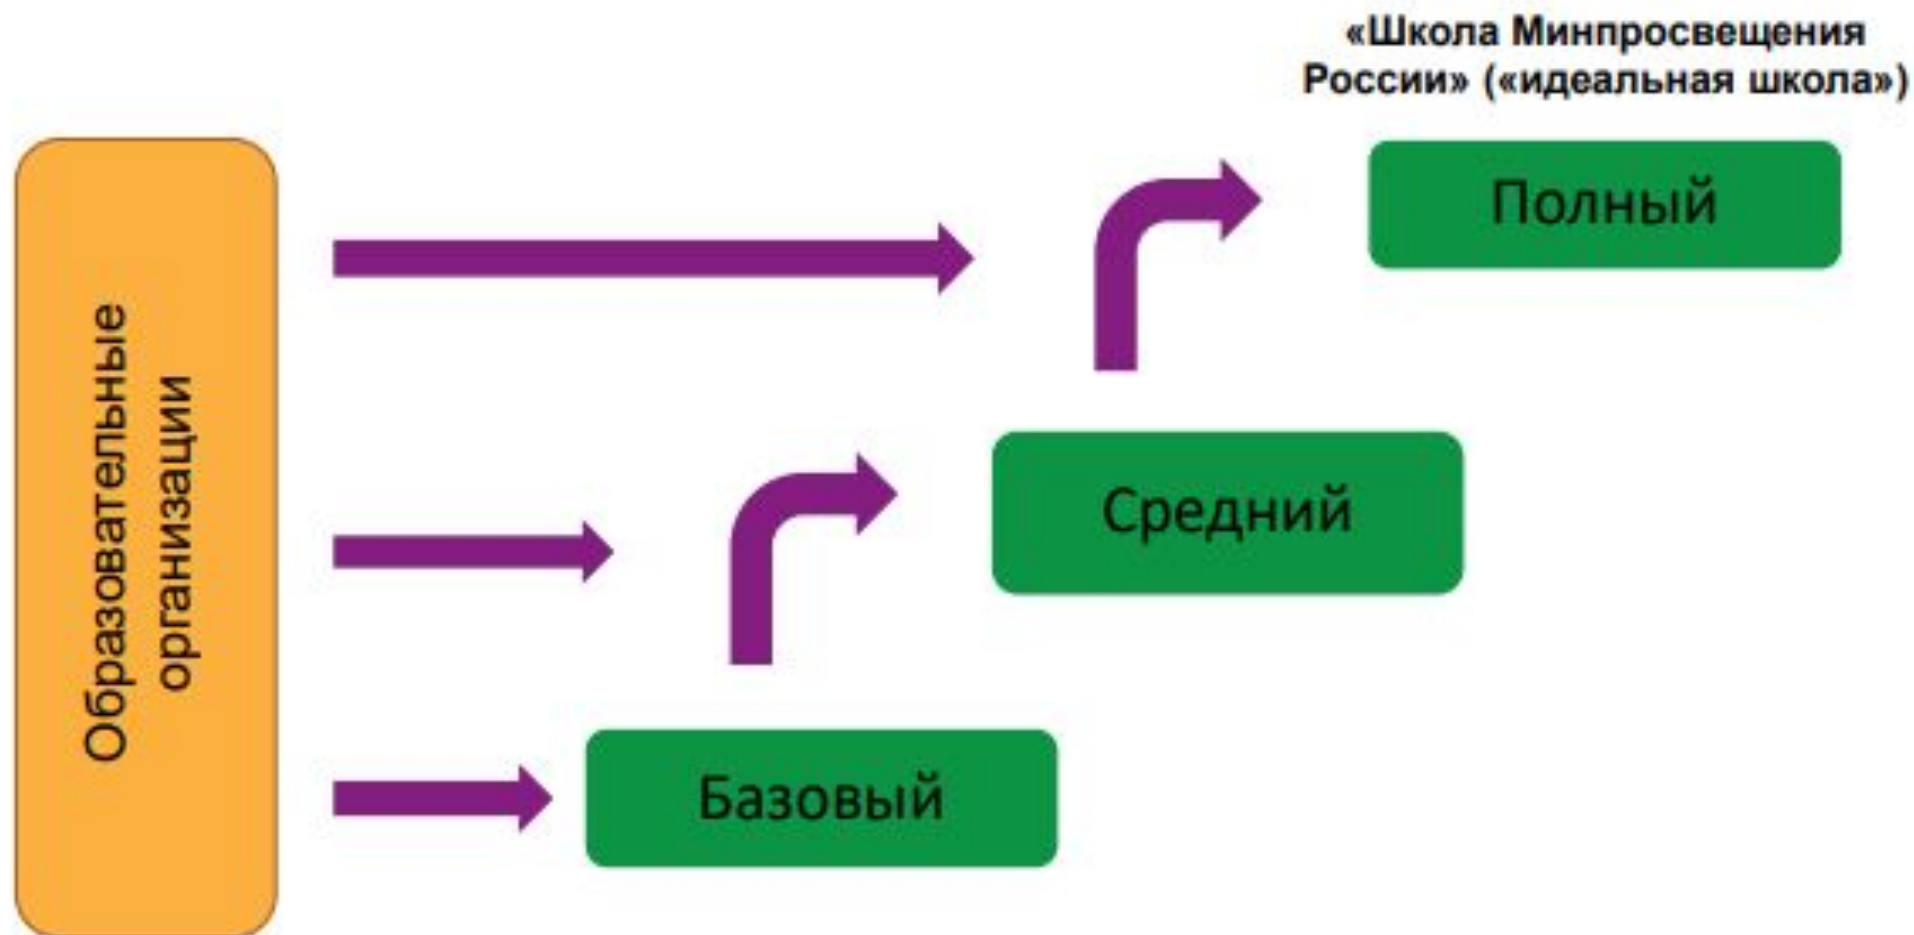 «Школа Минпросвещения
России» («идеальная школа»)
Полный
Образовательные
организации
Средний
Базовый